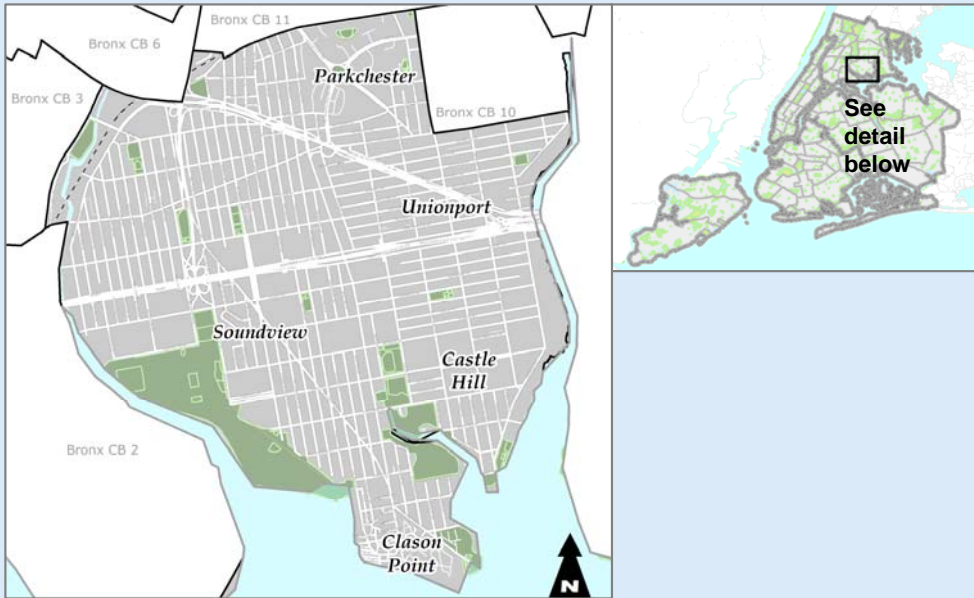 Bronx CB 11
Bronx CB 6
Parkchester
Bronx CB 3
Bronx CB 10
Unionport
Soundview
Castle
Hill
Bronx CB 2
Clason
Point
N
See
detail
below